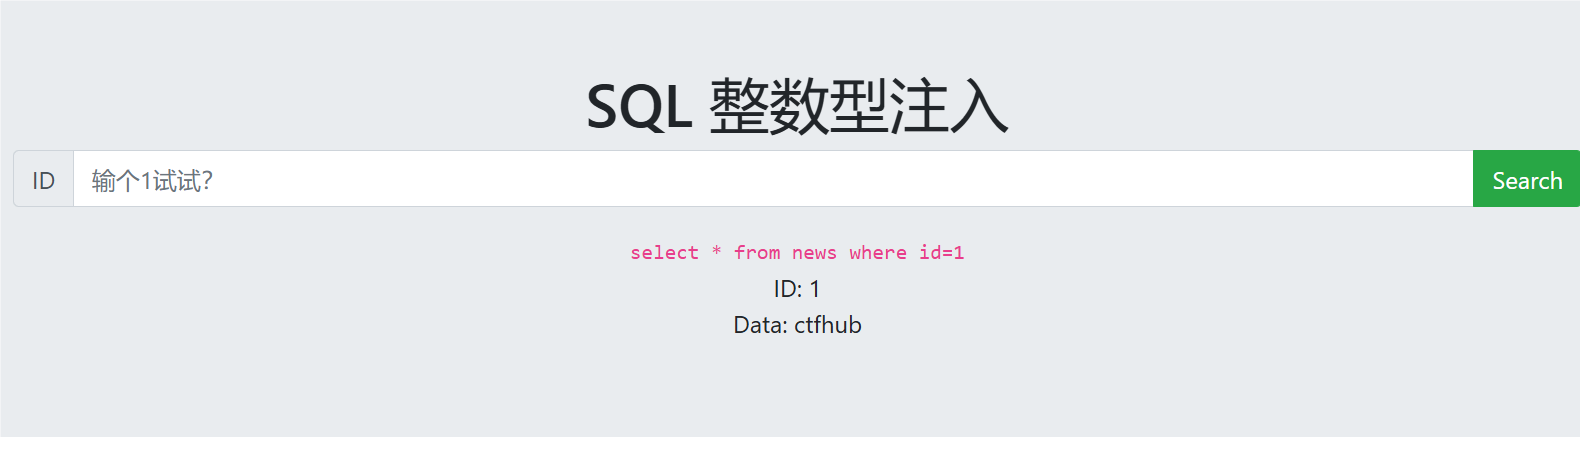 SQL 整数型注入
ID 输个1试试？ Search
select * from news where id=1
ID: 1
Data: ctfhub